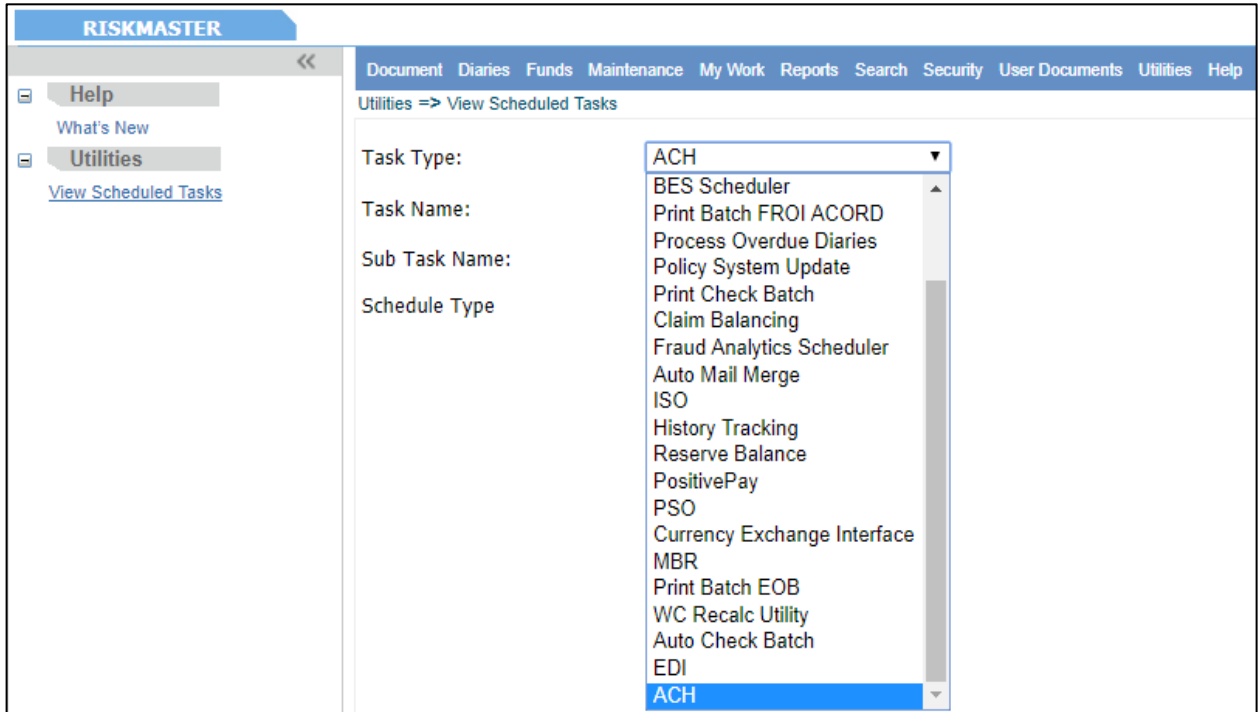 RISKMASTER
<<
Help
What's New
Utilities
View Scheduled Tasks
Document Diaries Funds Maintenance My Work Reports Search Security User Documents Utilities Help
Utilities => View Scheduled Tasks
Task Type:
ACH
Task Name:
Sub Task Name:
Schedule Type
BES Scheduler
Print Batch FROI ACORD
Process Overdue Diaries
Policy System Update
Print Check Batch
Claim Balancing
Fraud Analytics Scheduler
Auto Mail Merge
ISO
History Tracking
Reserve Balance
PositivePay
PSO
Currency Exchange Interface
MBR
Print Batch EOB
WC Recalc Utility
Auto Check Batch
EDI
ACH